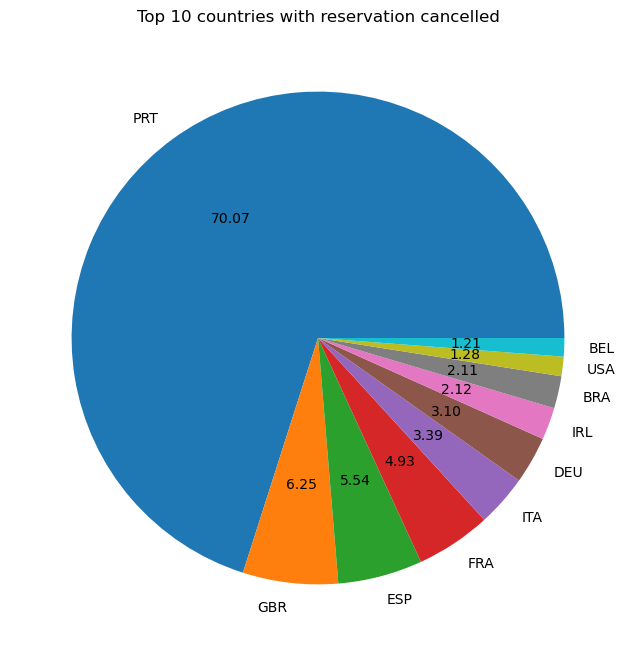 Top 10 countries with reservation cancelled
PRT
70.07
1.21
BEL
1.28
USA
2.11
BRA
2.12
IRL
3.10
DEU
3.39
ITA
4.93
FRA
5.54
ESP
6.25
GBR